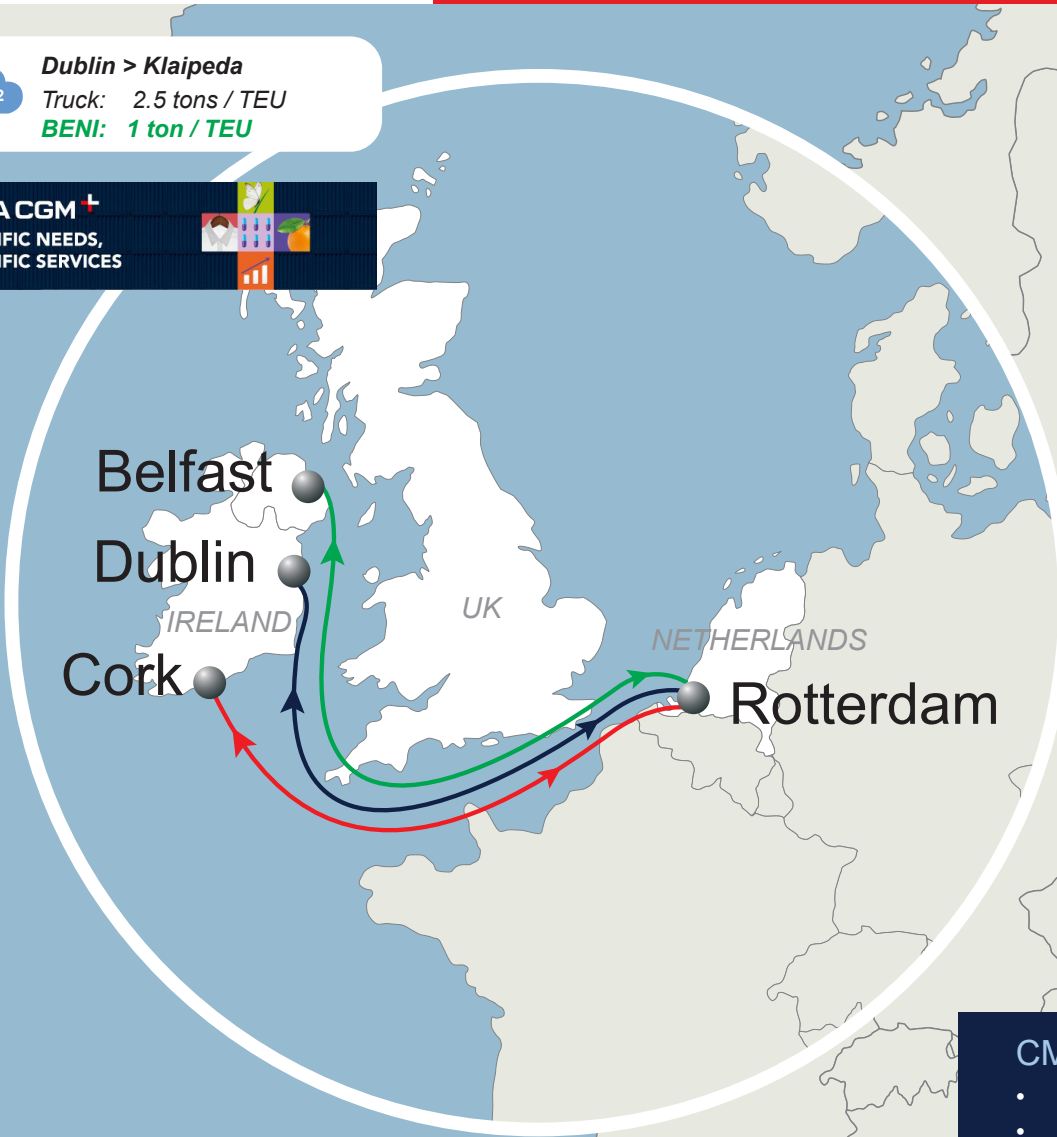 Dublin > Klaipeda
2
Truck: 2.5 tons / TEU
BENI: 1 ton / TEU
A CGM +
IFIC NEEDS,
IFIC SERVICES
Belfast
Dublin
IRELAND
UK
NETHERLANDS
Cork
Rotterdam
CM
•
•